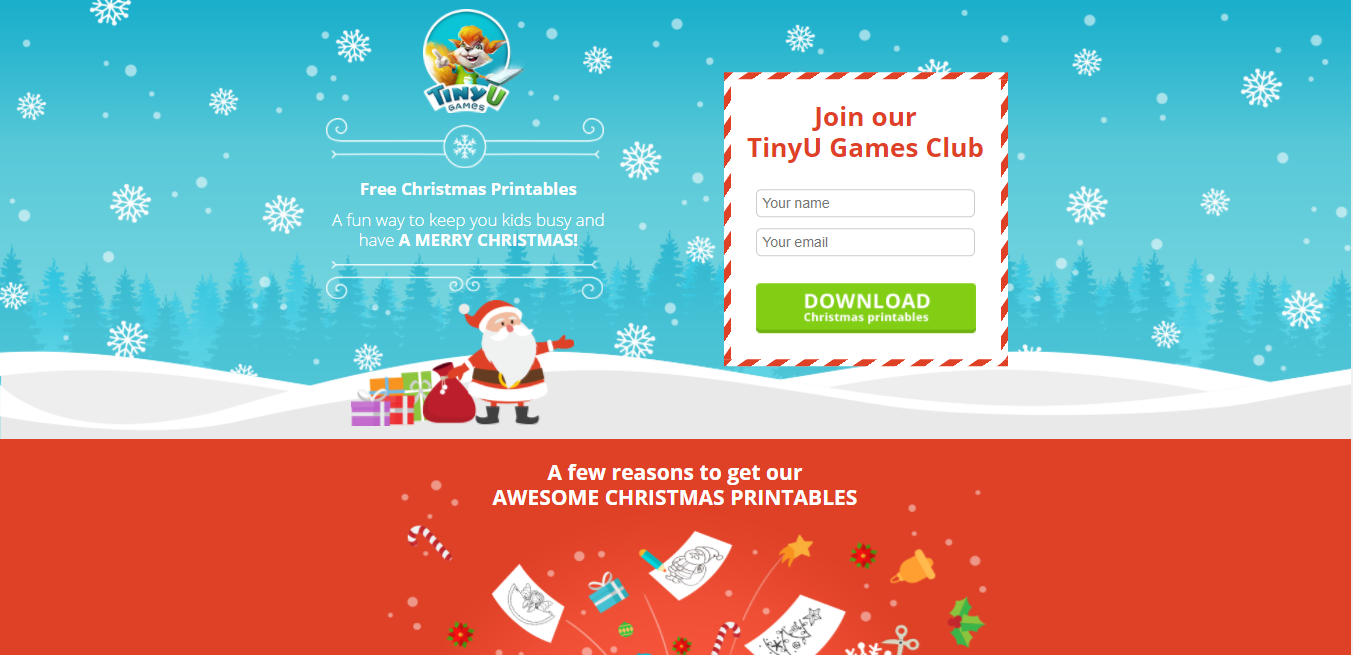 TinyU
GAMES
Free Christmas Printables
A fun way to keep you kids busy and
have A MERRY CHRISTMAS!
Join our
TinyU Games Club
Your name
Your email
DOWNLOAD
Christmas printables
A few reasons to get our
AWESOME CHRISTMAS PRINTABLES